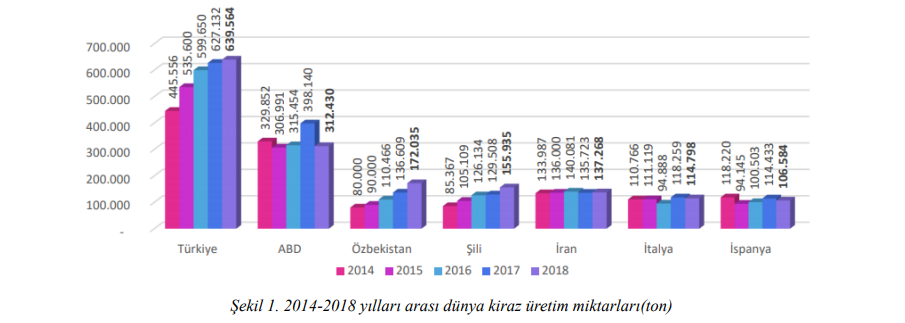 700.000
600.000
500.000
400.000
300.000
200.000
100.000
-
445.556 535.600 599.650 627.132 639.564
329.852 306.991 315.454 398.140 312.430
80.000 90.000 110.466 136.609 172.035
85.367 105.109 126.134 129.508 155.935
133.987 136.000 140.081 135.723 137.268
110.766 111.119 94.888 118.259 114.798
118.220 94.145 100.503 114.433 106.584
Türkiye ABD Özbekistan Şili İran İtalya İspanya
2014 2015 2016 2017 2018
Şekil 1. 2014-2018 yılları arası dünya kiraz üretim miktarları(ton)